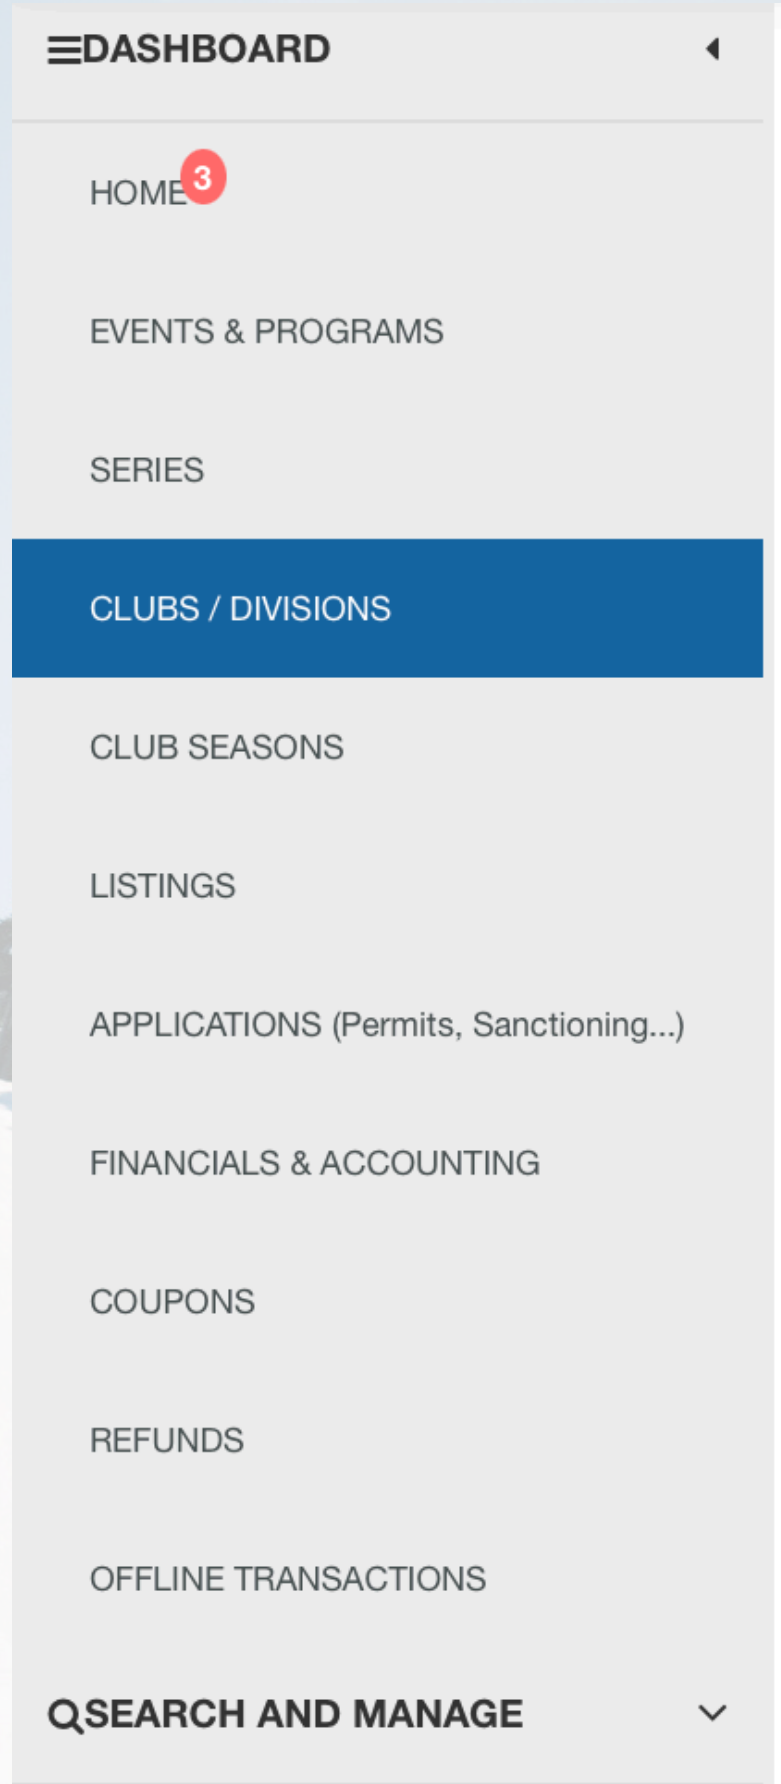 DASHBOARD
HOME 3
EVENTS & PROGRAMS
SERIES
CLUBS / DIVISIONS
CLUB SEASONS
LISTINGS
APPLICATIONS (Permits, Sanctioning...)
FINANCIALS & ACCOUNTING
COUPONS
REFUNDS
OFFLINE TRANSACTIONS
SEARCH AND MANAGE